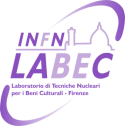 INFN
LABEC
Laboratorio di Tecniche Nucleari
per i Beni Culturali - Firenze